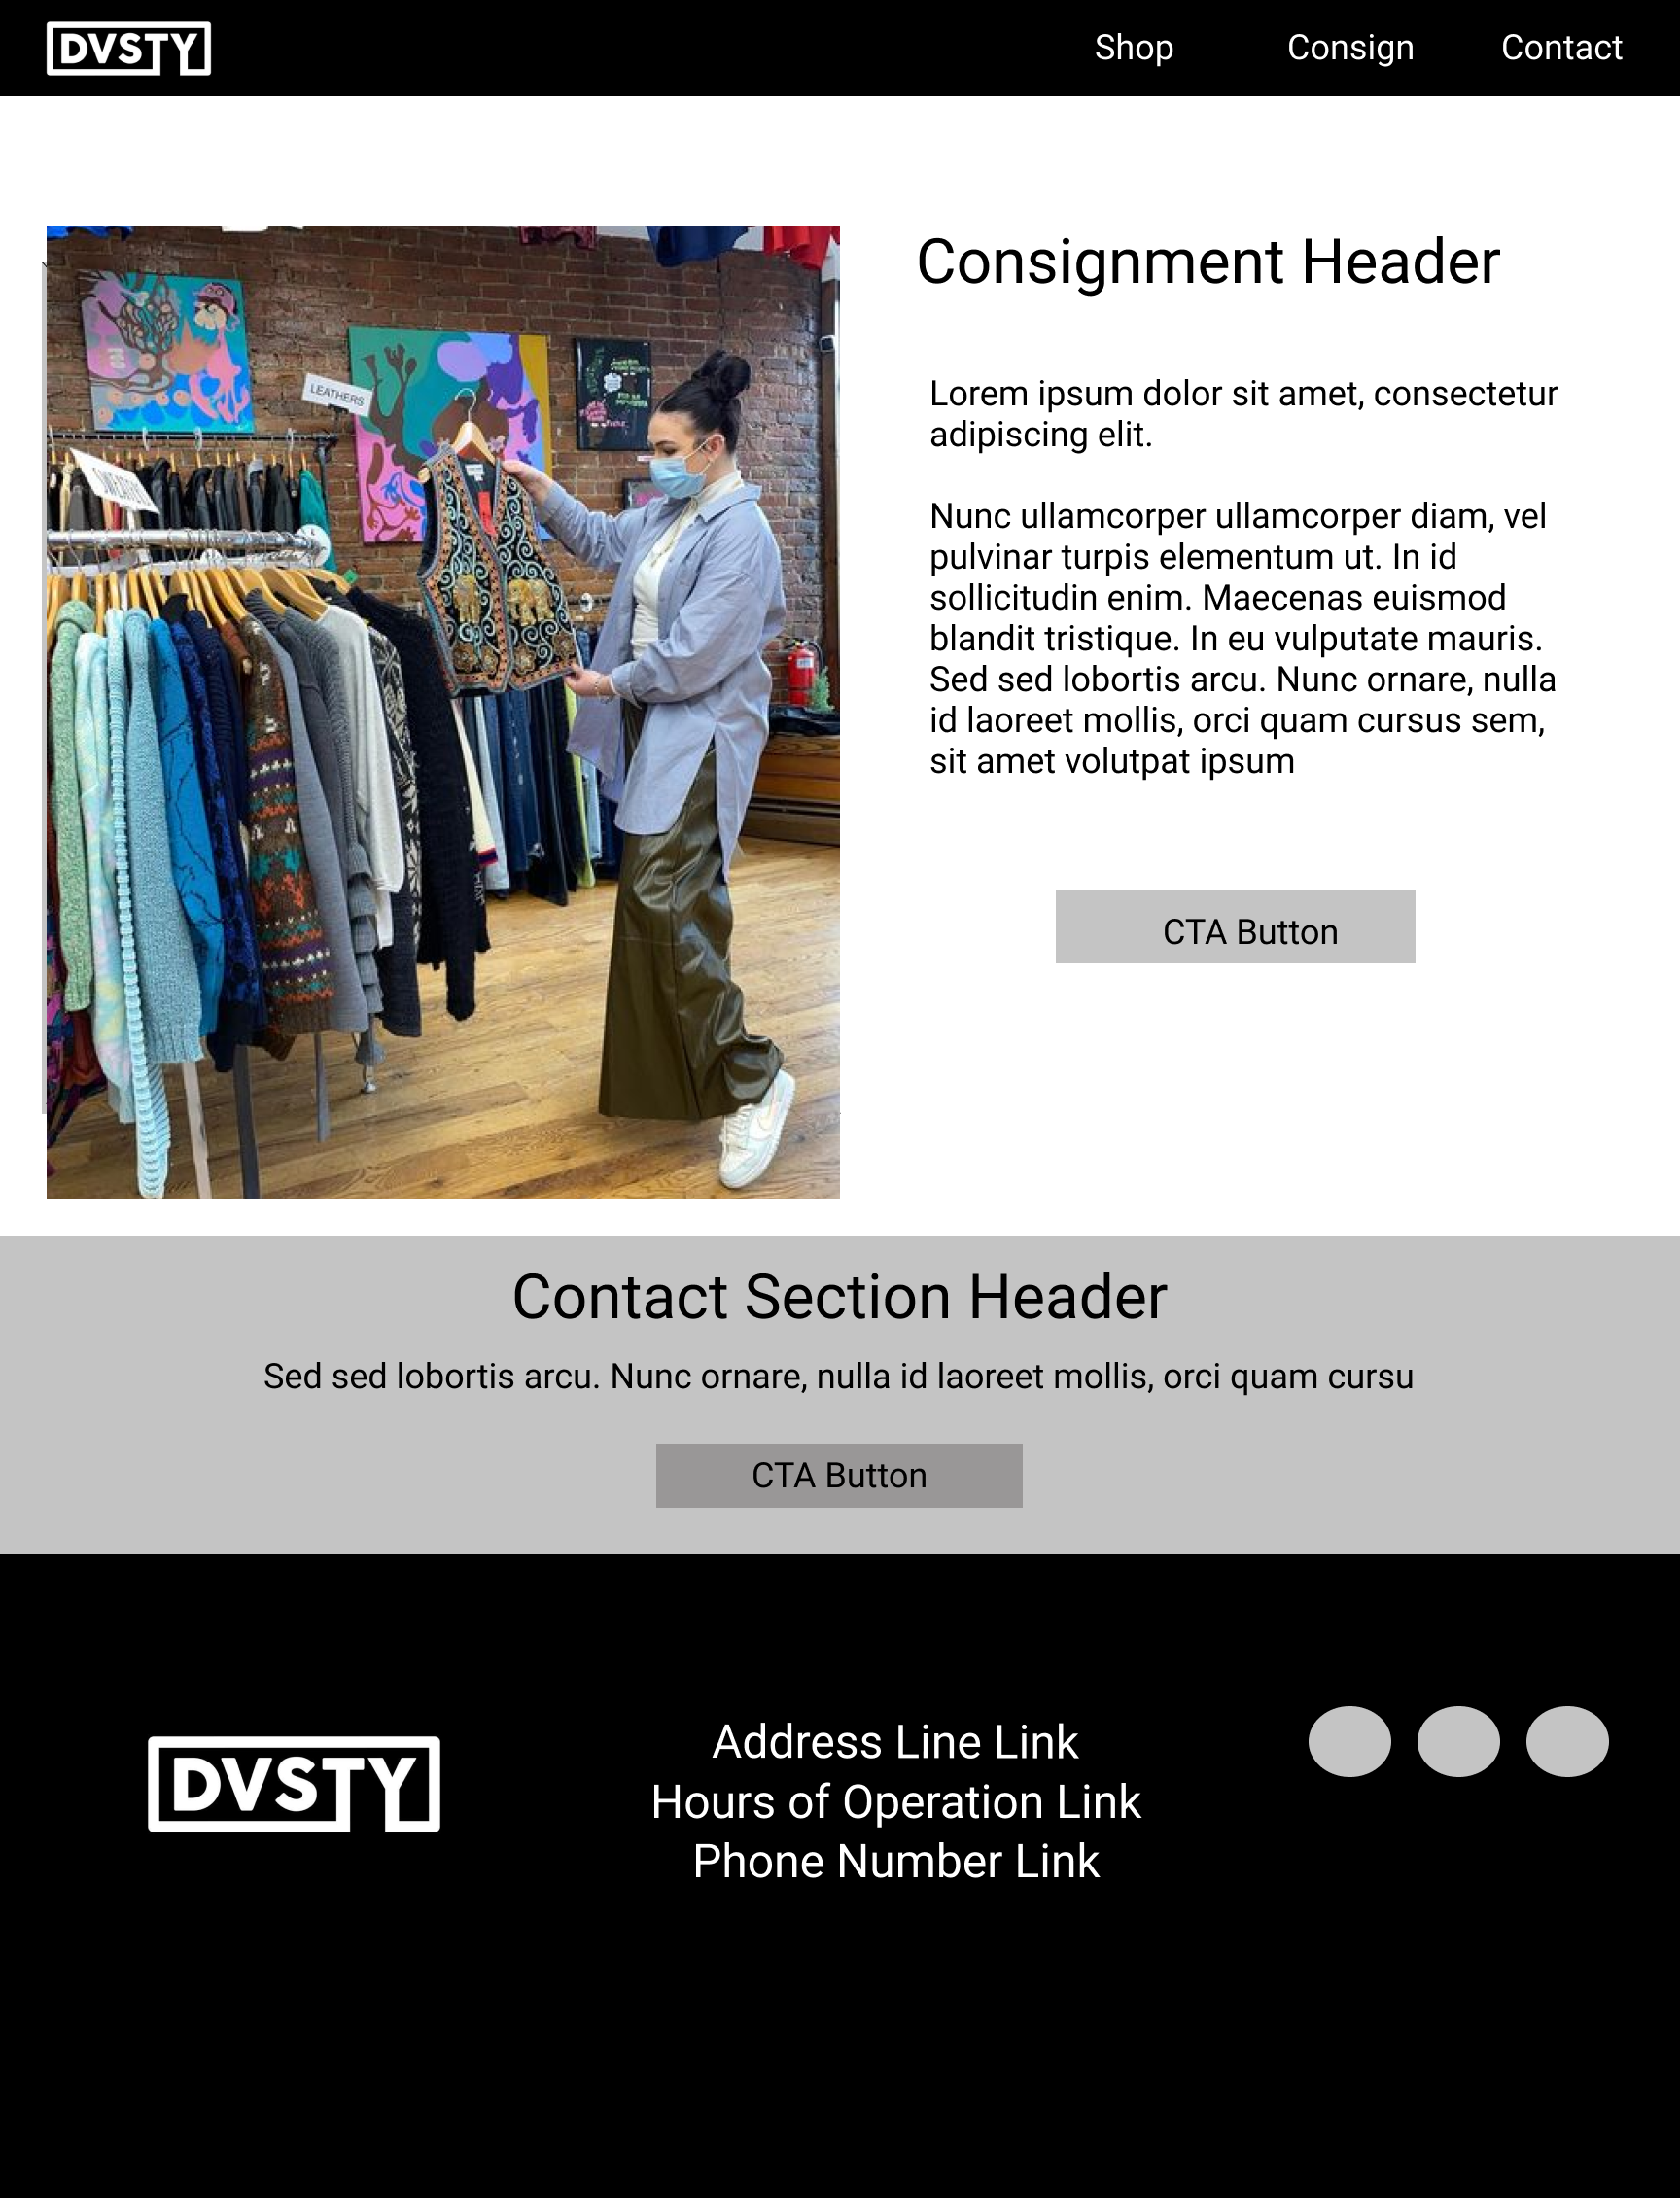 DVSTY
Shop
Consign
Contact
LEATHERS
Consignment Header
Lorem ipsum dolor sit amet, consectetur
adipiscing elit.
Nunc ullamcorper ullamcorper diam, vel
pulvinar turpis elementum ut. In id
sollicitudin enim. Maecenas euismod
blandit tristique. In eu vulputate mauris.
Sed sed lobortis arcu. Nunc ornare, nulla
id laoreet mollis, orci quam cursus sem,
sit amet volutpat ipsum
CTA Button
Contact Section Header
Sed sed lobortis arcu. Nunc ornare, nulla id laoreet mollis, orci quam cursu
CTA Button
DVSTY
Address Line Link
Hours of Operation Link
Phone Number Link